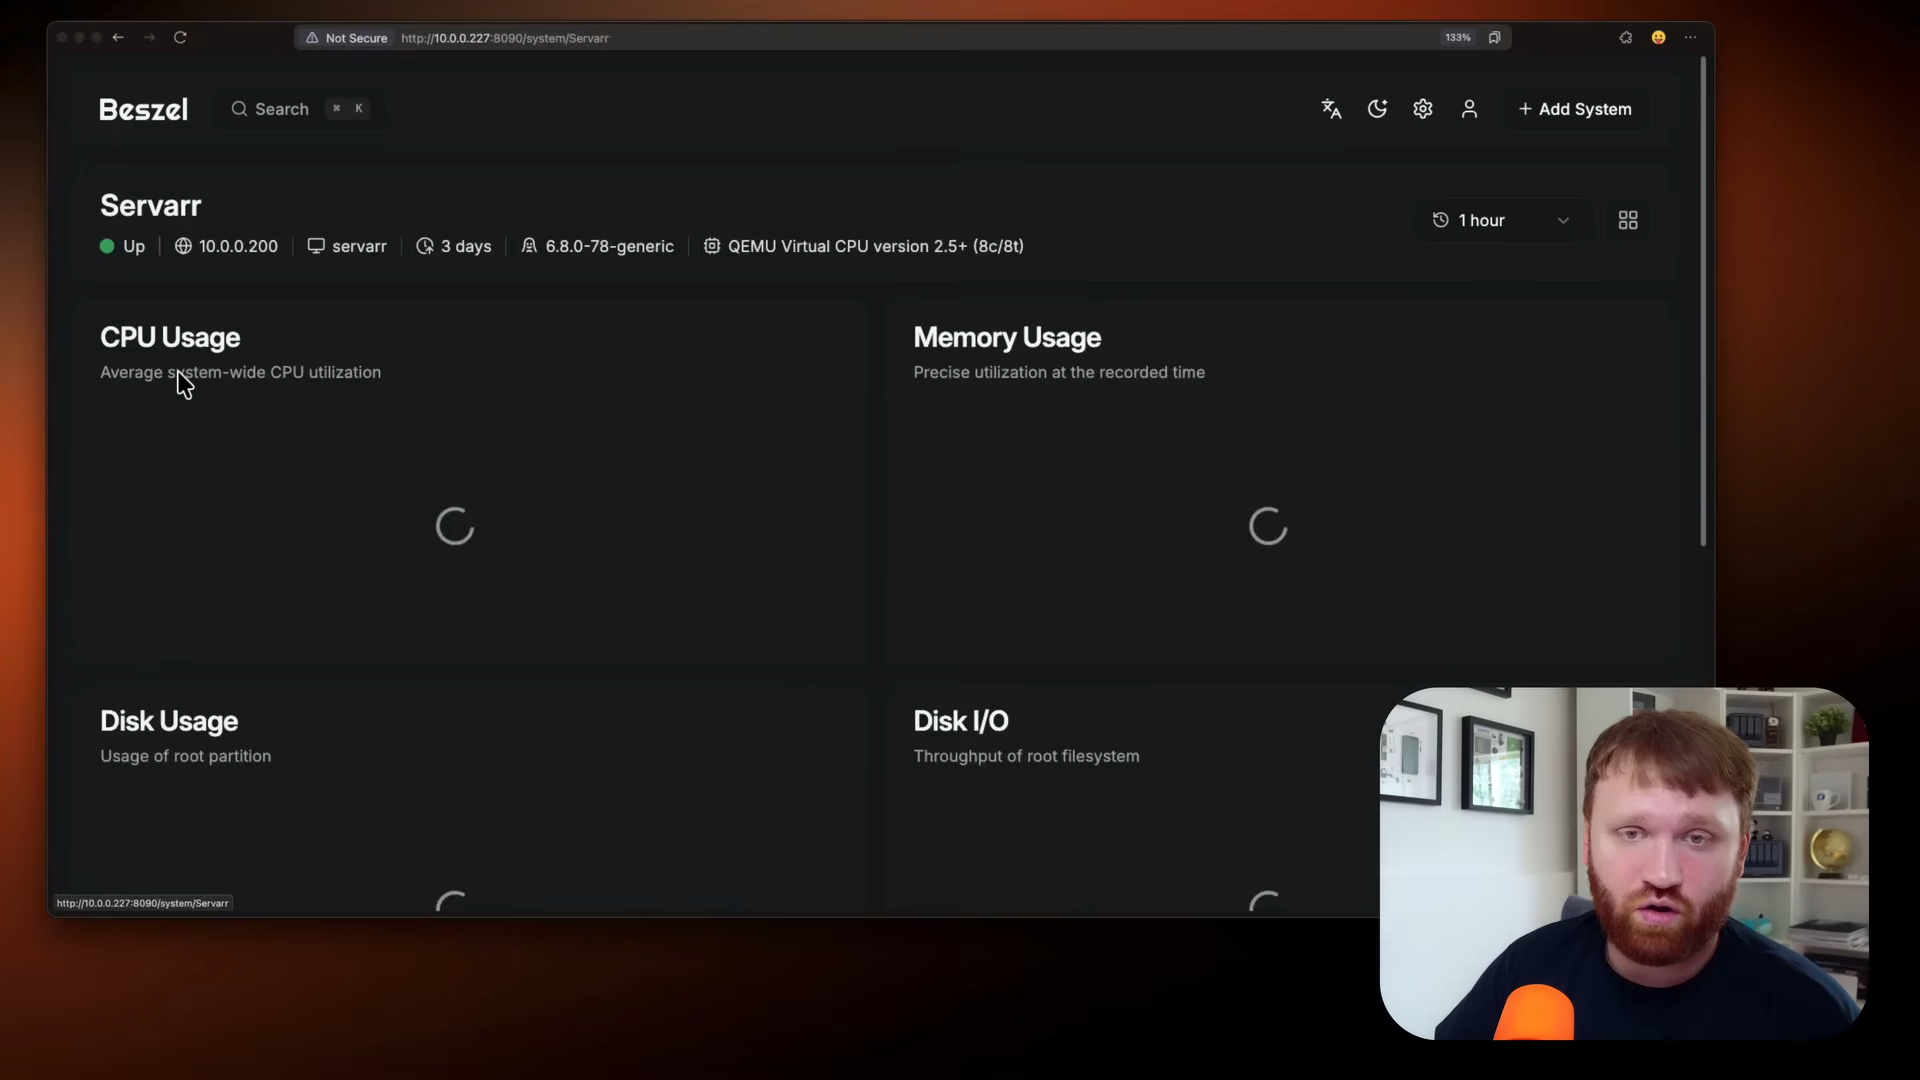 Not Secure http://10.0.0.227:8090/system/Servarr 133%
Beszel Search ⌘ K + Add System
Servarr
Up 10.0.0.200 servarr 3 days 6.8.0-78-generic QEMU Virtual CPU version 2.5+ (8c/8t) 1 hour
CPU Usage Memory Usage
Average system-wide CPU utilization Precise utilization at the recorded time
Disk Usage Disk I/O
Usage of root partition Throughput of root filesystem
http://10.0.0.227:8090/system/Servarr